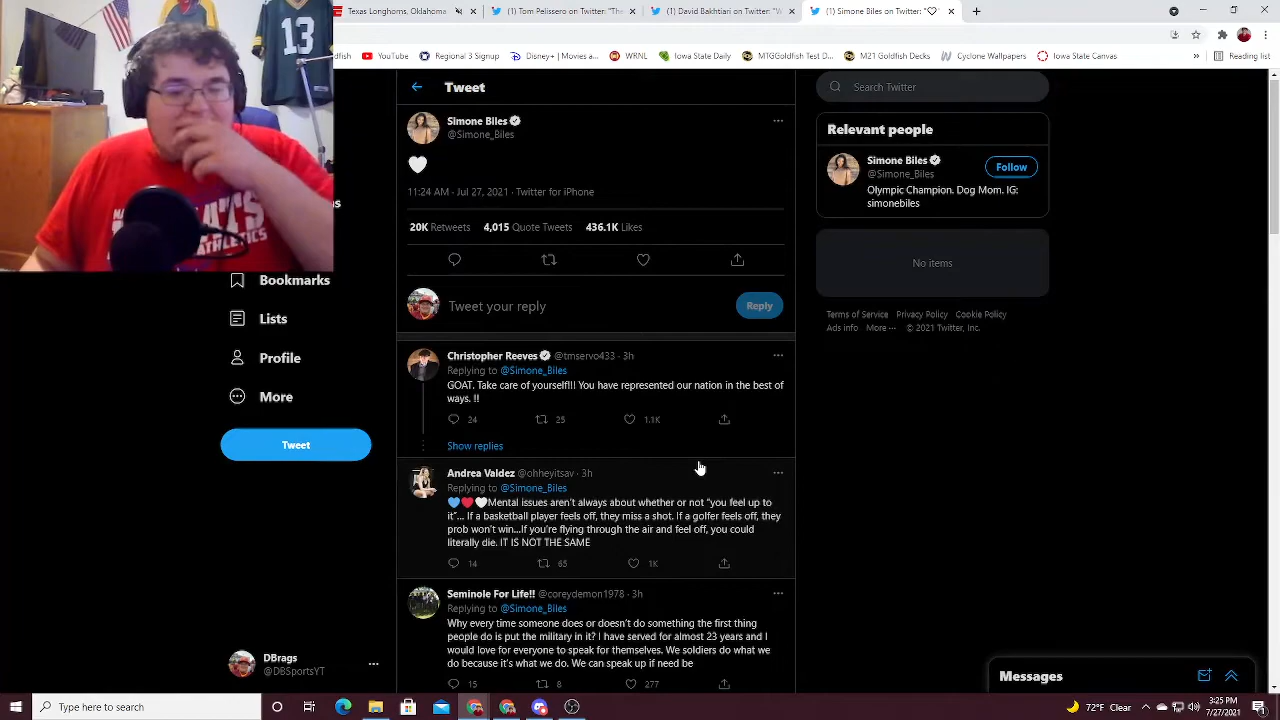 Texas Longhorns, Oklahoma
(1) Tom Pelissero on Twitter: "The
(1) David Bakhtiari on Twitter: "W
(1) Simone Biles on Twitter: "🤍"
dfish
YouTube
Regional 3 Signup
Disney+ | Movies a...
WRNL
Iowa State Daily
MTGGoldfish Test D...
M21 Goldfish Decks
Cyclone Wallpapers
Iowa State Canvas
»
Reading list
13
Tweet
Search Twitter
Simone Biles
@Simone_Biles
🤍
11:24 AM · Jul 27, 2021 · Twitter for iPhone
20K Retweets 4,015 Quote Tweets 436.1K Likes
Tweet your reply
Reply
Relevant people
Simone Biles
@Simone_Biles
Follow
Olympic Champion. Dog Mom. IG:
simonebiles
No items
Terms of Service Privacy Policy Cookie Policy
Ads info More ··· © 2021 Twitter, Inc.
ATHLETICS
Bookmarks
Lists
Profile
More
Tweet
Christopher Reeves @tmservo433 · 3h
Replying to @Simone_Biles
GOAT. Take care of yourself!!! You have represented our nation in the best of
ways. !!
24 25 1.1K
Show replies
Andrea Valdez @ohheyitsav · 3h
Replying to @Simone_Biles
💙❤️🤍Mental issues aren't always about whether or not "you feel up to
it"... If a basketball player feels off, they miss a shot. If a golfer feels off, they
prob won't win...If you're flying through the air and feel off, you could
literally die. IT IS NOT THE SAME
14 65 1K
Seminole For Life!! @coreydemon1978 · 3h
Replying to @Simone_Biles
Why every time someone does or doesn't do something the first thing
people do is put the military in it? I have served for almost 23 years and I
would love for everyone to speak for themselves. We soldiers do what we
do because it's what we do. We can speak up if need be
15 8 277
DBrags
@DBSportsYT
Messages
Type here to search
72°F
3:25 PM
7/27/2021